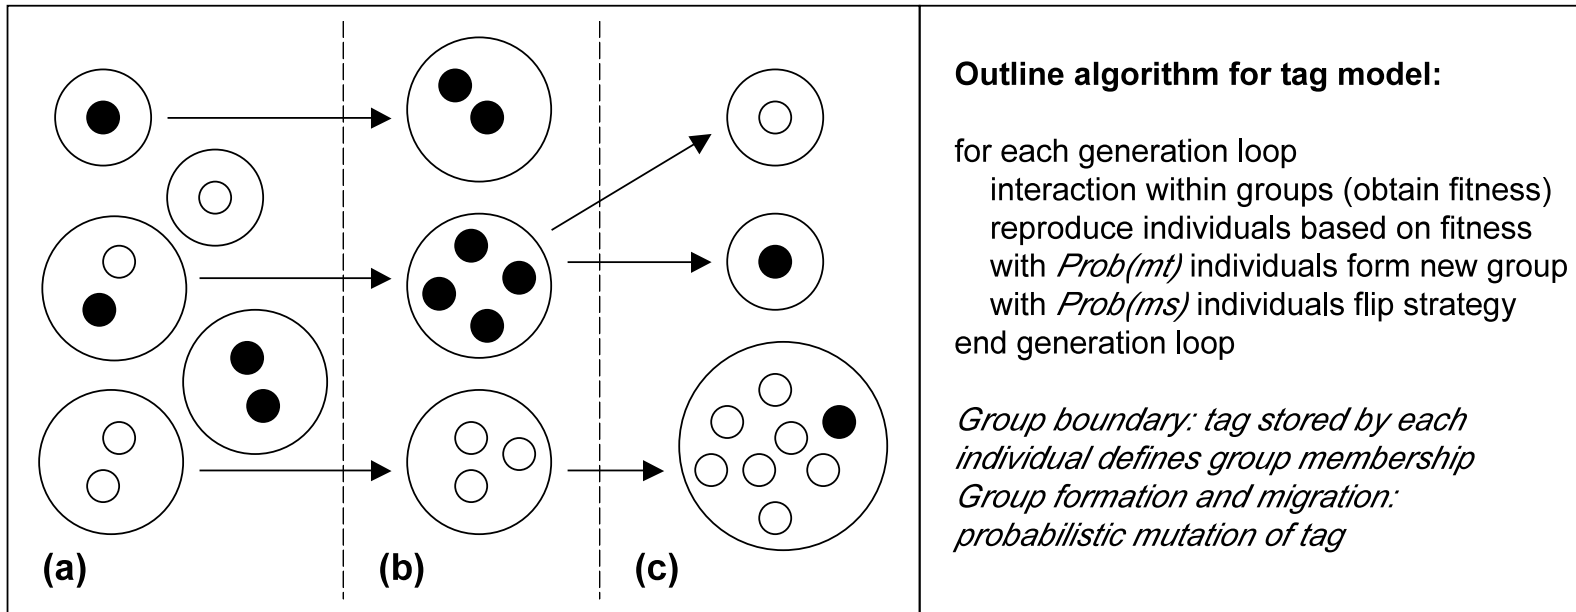 (a)
(b)
(c)
Outline algorithm for tag model:
for each generation loop
interaction within groups (obtain fitness)
reproduce individuals based on fitness
with Prob(mt) individuals form new group
with Prob(ms) individuals flip strategy
end generation loop
Group boundary: tag stored by each
individual defines group membership
Group formation and migration:
probabilistic mutation of tag